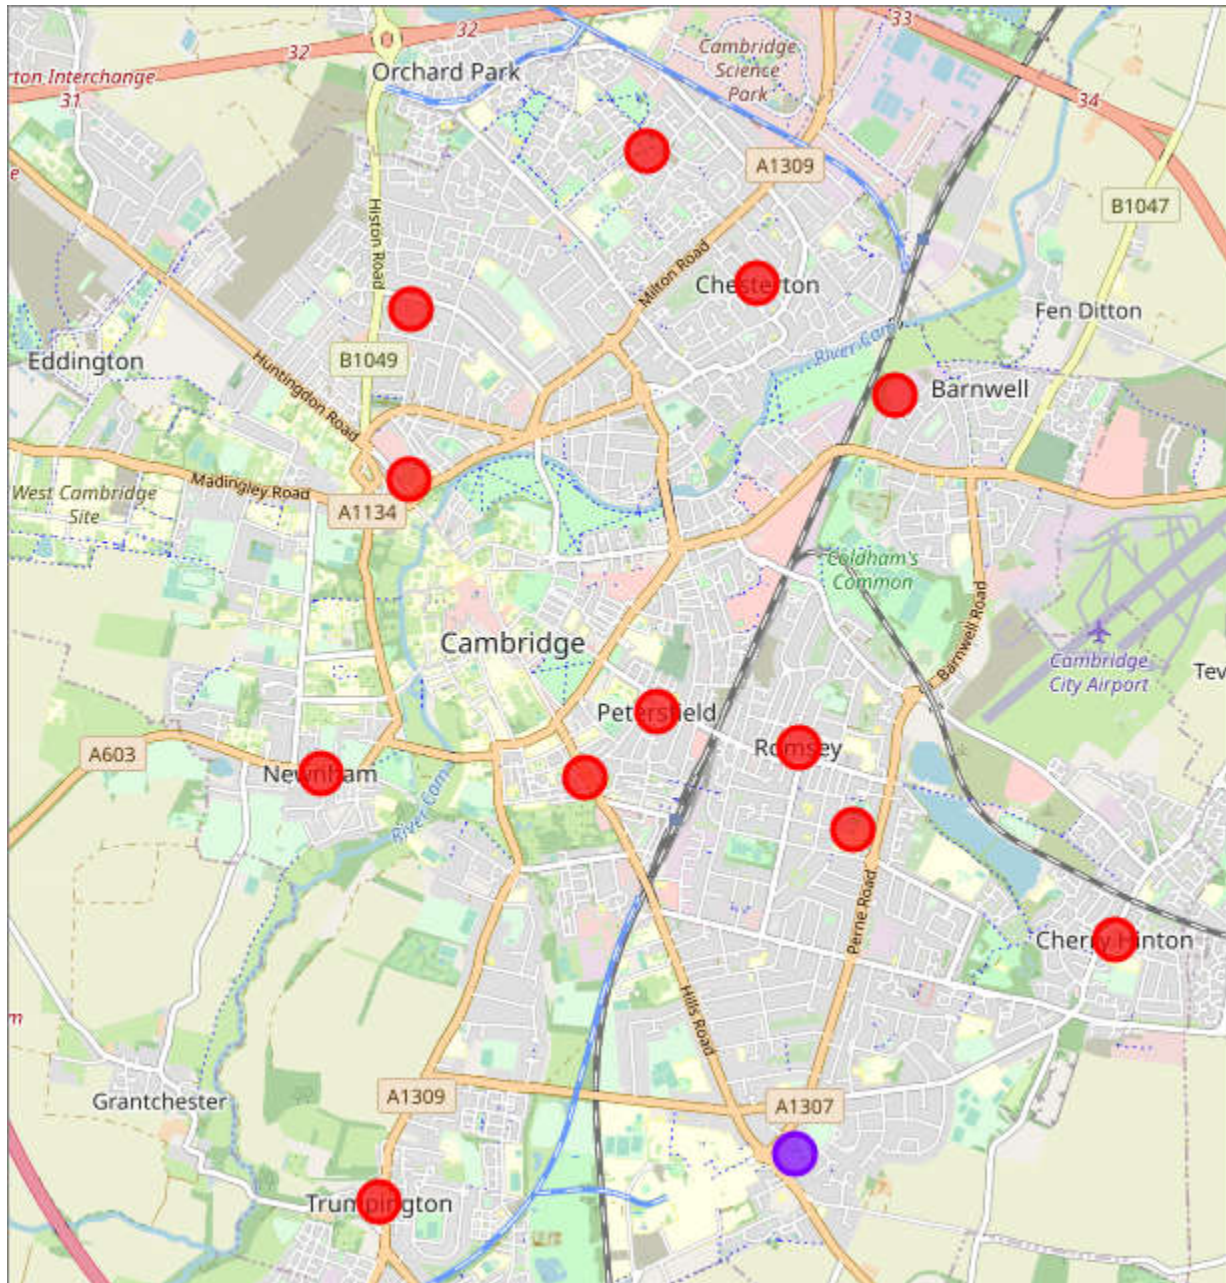 33
32
32
Cambridge
Science
Park
Orchard Park
rton Interchange
31
34
A1309
e
B1047
Histon Road
Milton Road
Chesterton
Fen Ditton
River Cam
B1049
Eddington
Huntingdon Road
Barnwell
Madingley Road
West Cambridge
Site
A1134
Coldham's
Common
Barnwell Road
Cambridge
Cambridge
City Airport
Tev
Petersfield
Romsey
A603
Newnham
River Cam
Perne Road
Cherry Hinton
Hills Road
m
Grantchester
A1309
A1307
Trumpington